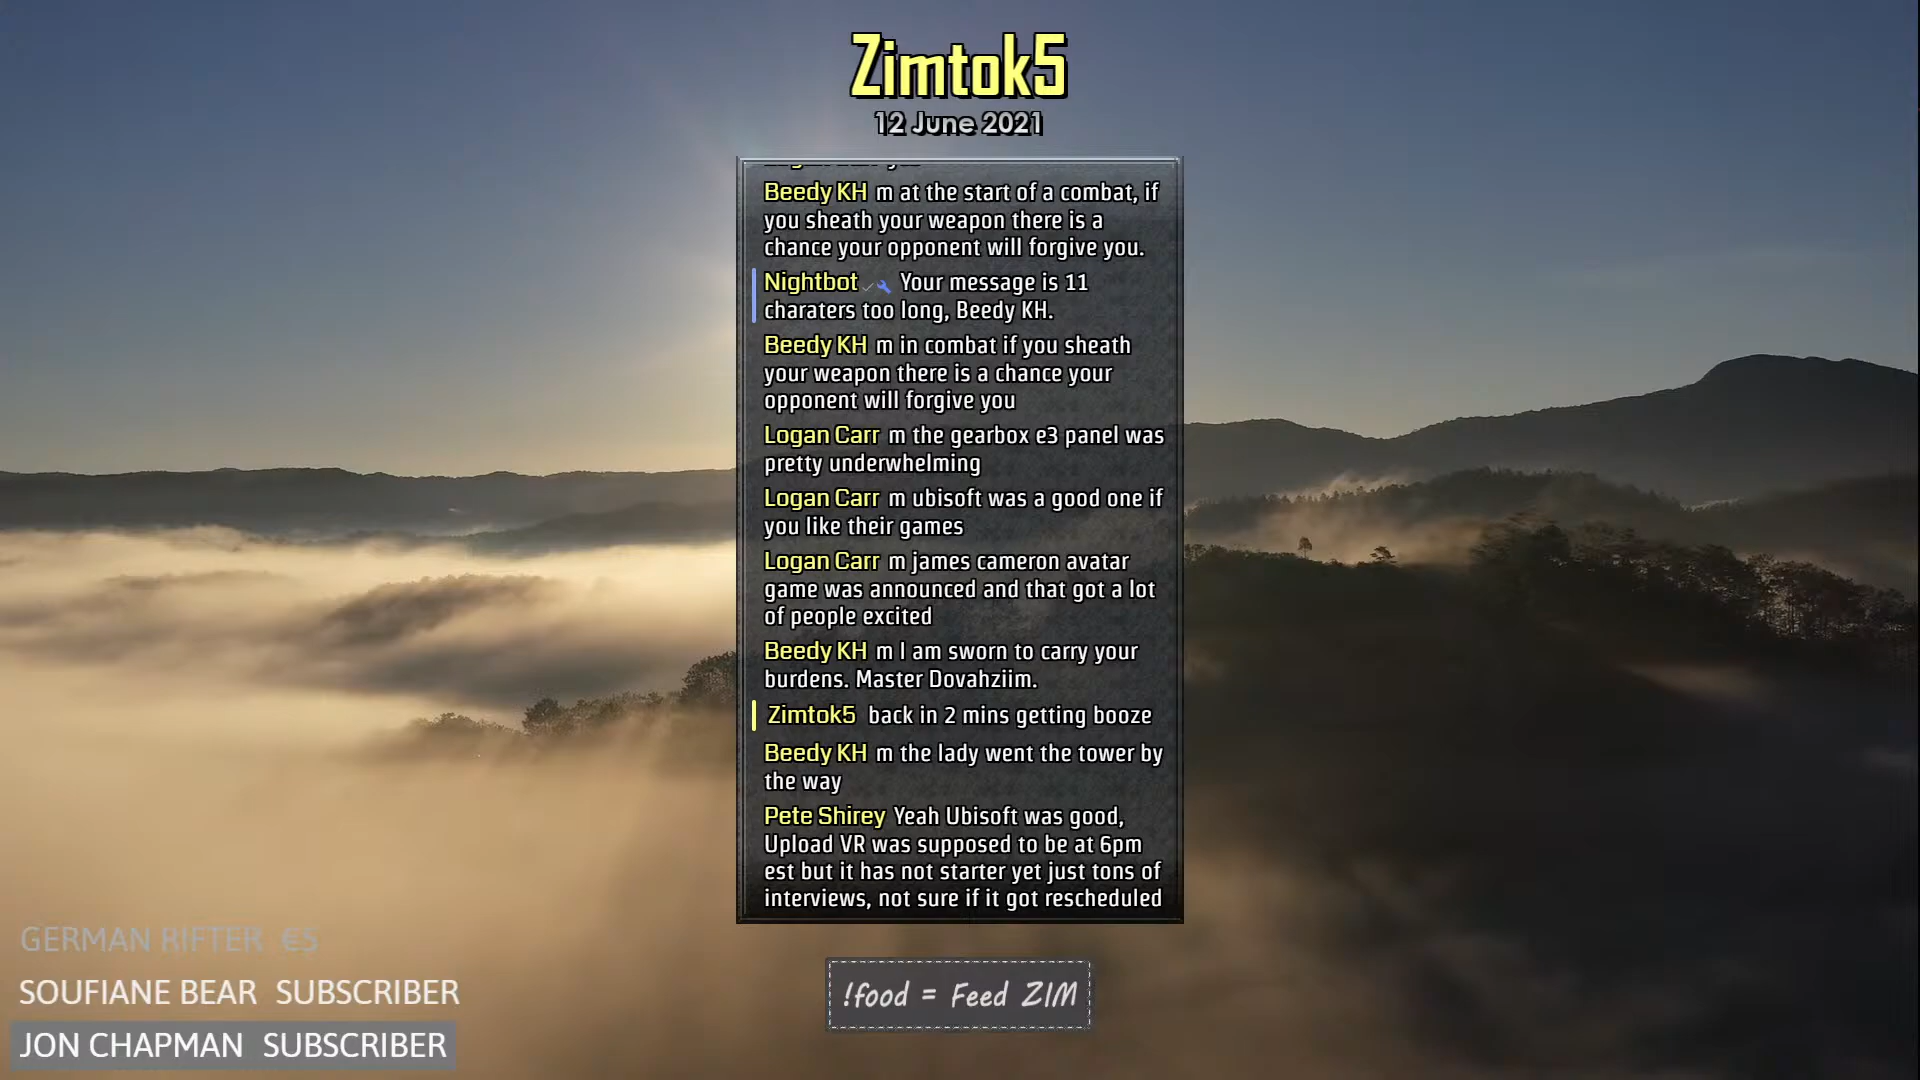 Zimtok5
12 June 2021
Beedy KH m at the start of a combat, if
you sheath your weapon there is a
chance your opponent will forgive you.
Nightbot Your message is 11
charaters too long, Beedy KH.
Beedy KH m in combat if you sheath
your weapon there is a chance your
opponent will forgive you
Logan Carr m the gearbox e3 panel was
pretty underwhelming
Logan Carr m ubisoft was a good one if
you like their games
Logan Carr m james cameron avatar
game was announced and that got a lot
of people excited
Beedy KH m I am sworn to carry your
burdens. Master Dovahziim.
Zimtok5 back in 2 mins getting booze
Beedy KH m the lady went the tower by
the way
Pete Shirey Yeah Ubisoft was good,
Upload VR was supposed to be at 6pm
est but it has not starter yet just tons of
interviews, not sure if it got rescheduled
GERMAN RIFTER €5
SOUFIANE BEAR SUBSCRIBER
JON CHAPMAN SUBSCRIBER
!food = Feed ZIM